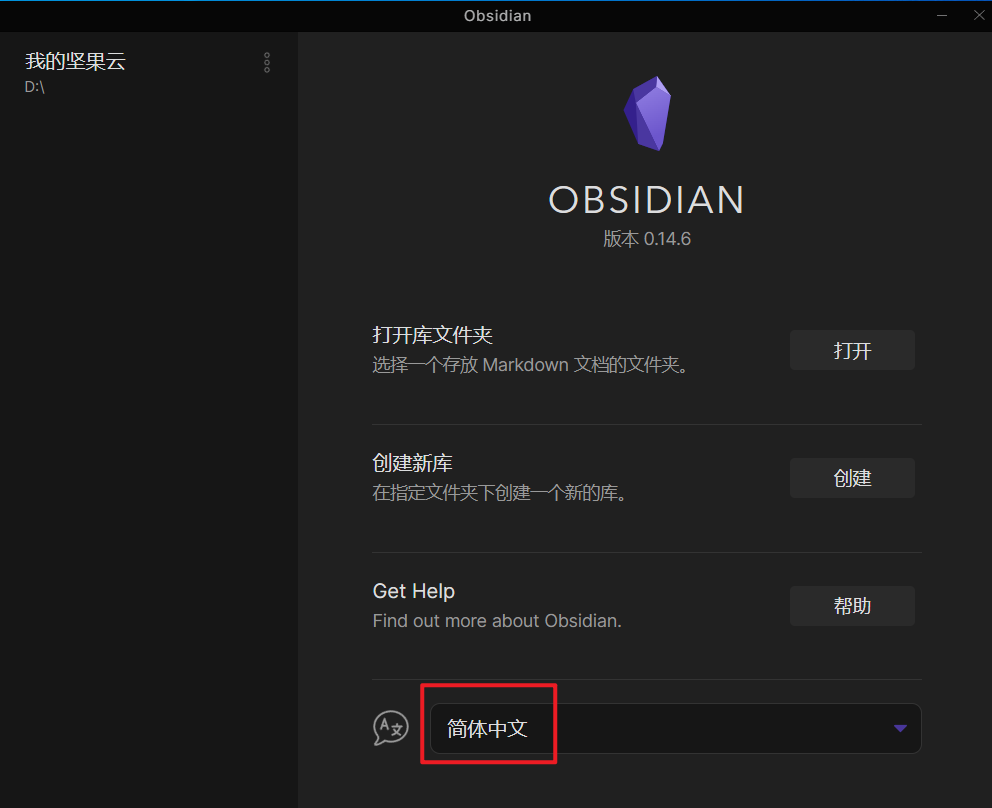 Obsidian
我的坚果云
D:\
OBSIDIAN
版本 0.14.6
打开库文件夹
选择一个存放 Markdown 文档的文件夹。
打开
创建新库
在指定文件夹下创建一个新的库。
创建
Get Help
Find out more about Obsidian.
帮助
A文
简体中文